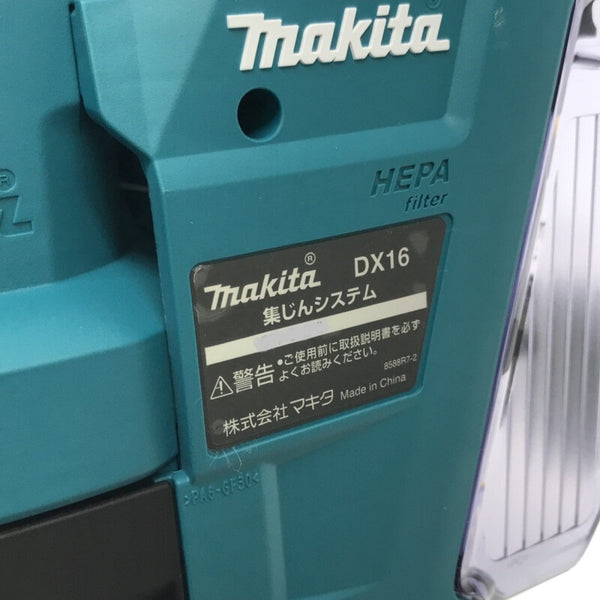 makita
HEPA
filter
makita® DX16
集じんシステム
⚠警告 •ご使用前に取扱説明書を必ず
よくお読みください。
8588R7-2
株式会社マキタ Made in China
>PA6-GF30<